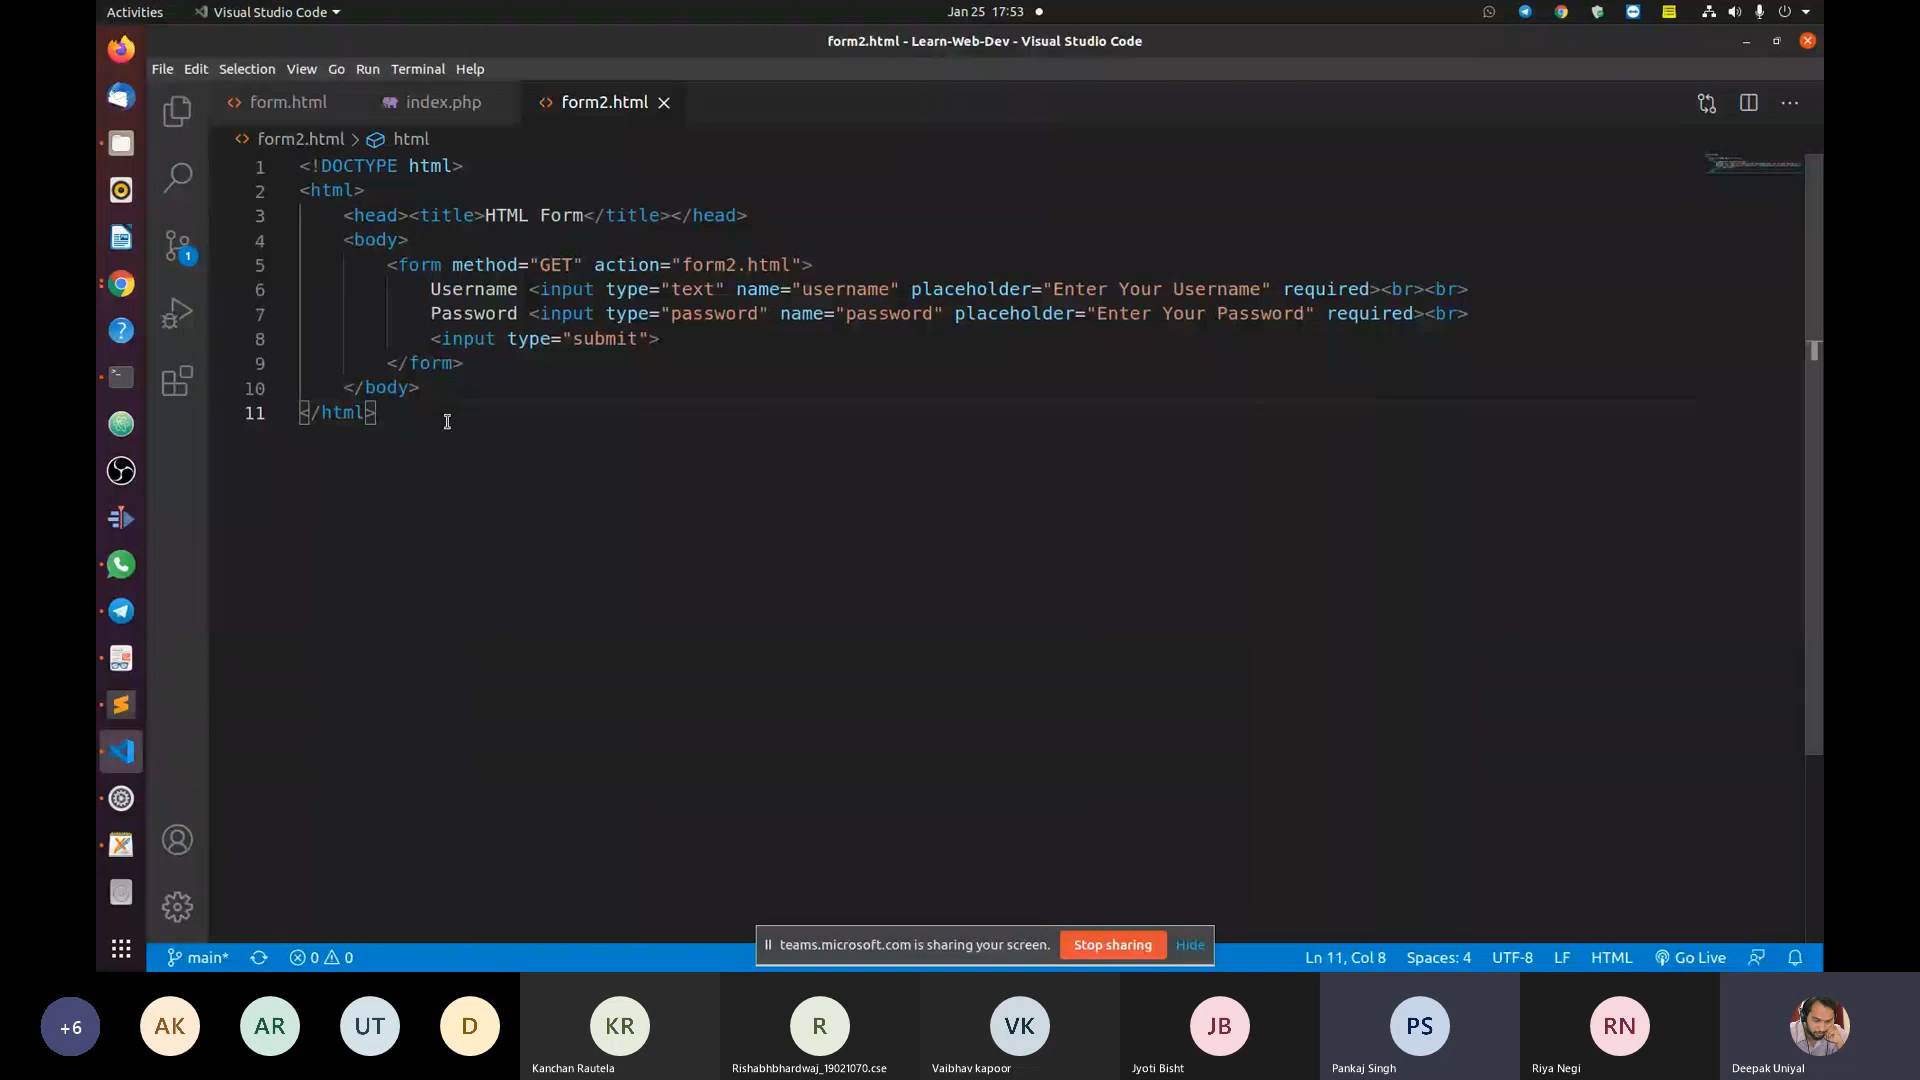 Activities
Visual Studio Code
Jan 25 17:53
form2.html - Learn-Web-Dev - Visual Studio Code
File Edit Selection View Go Run Terminal Help
form.html
index.php
form2.html
form2.html > html
1 <!DOCTYPE html>
2 <html>
3 <head><title>HTML Form</title></head>
4 <body>
5 <form method="GET" action="form2.html">
6 Username <input type="text" name="username" placeholder="Enter Your Username" required><br><br>
7 Password <input type="password" name="password" placeholder="Enter Your Password" required><br>
8 <input type="submit">
9 </form>
10 </body>
11 </html>
1
teams.microsoft.com is sharing your screen. Stop sharing Hide
main* 0 0 Ln 11, Col 8 Spaces: 4 UTF-8 LF HTML Go Live
+6 AK AR UT D KR R VK JB PS RN
Kanchan Rautela Rishabhbhardwaj_19021070.cse Vaibhav kapoor Jyoti Bisht Pankaj Singh Riya Negi Deepak Uniyal